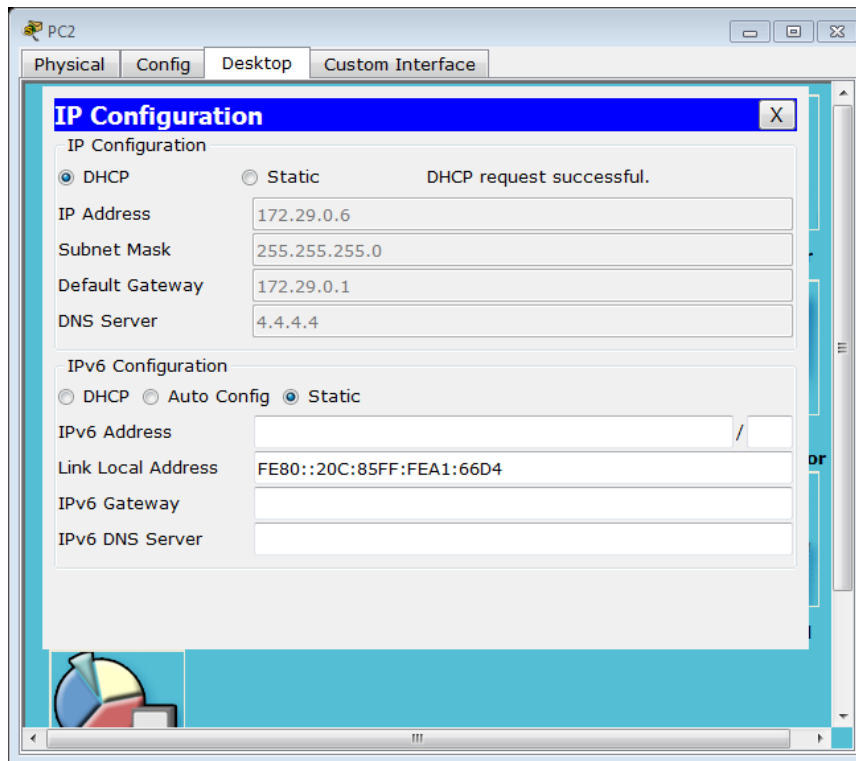 PC2
Physical Config Desktop Custom Interface
IP Configuration X
IP Configuration
DHCP Static DHCP request successful.
IP Address 172.29.0.6
Subnet Mask 255.255.255.0
Default Gateway 172.29.0.1
DNS Server 4.4.4.4
IPv6 Configuration
DHCP Auto Config Static
IPv6 Address /
Link Local Address FE80::20C:85FF:FEA1:66D4
IPv6 Gateway
IPv6 DNS Server
or